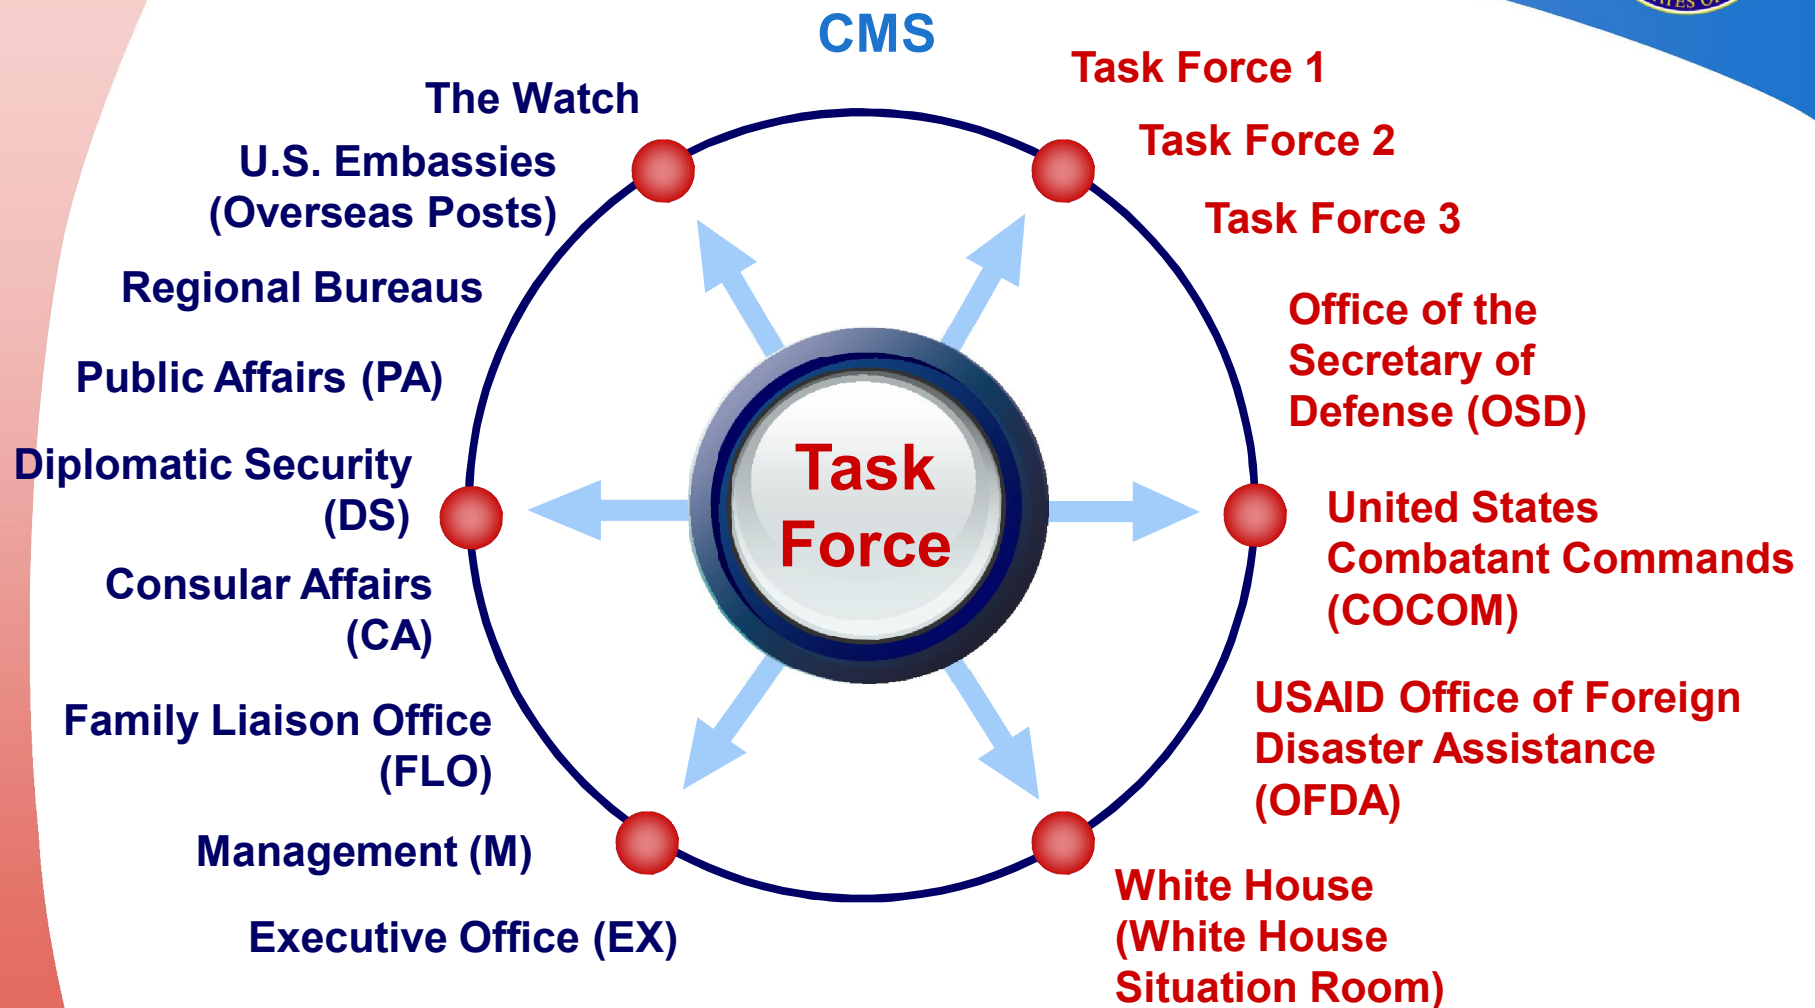 CMS
The Watch
U.S. Embassies
(Overseas Posts)
Regional Bureaus
Public Affairs (PA)
Diplomatic Security
(DS)
Consular Affairs
(CA)
Family Liaison Office
(FLO)
Management (M)
Executive Office (EX)
Task
Force
Task Force 1
Task Force 2
Task Force 3
Office of the
Secretary of
Defense (OSD)
United States
Combatant Commands
(COCOM)
USAID Office of Foreign
Disaster Assistance
(OFDA)
White House
(White House
Situation Room)